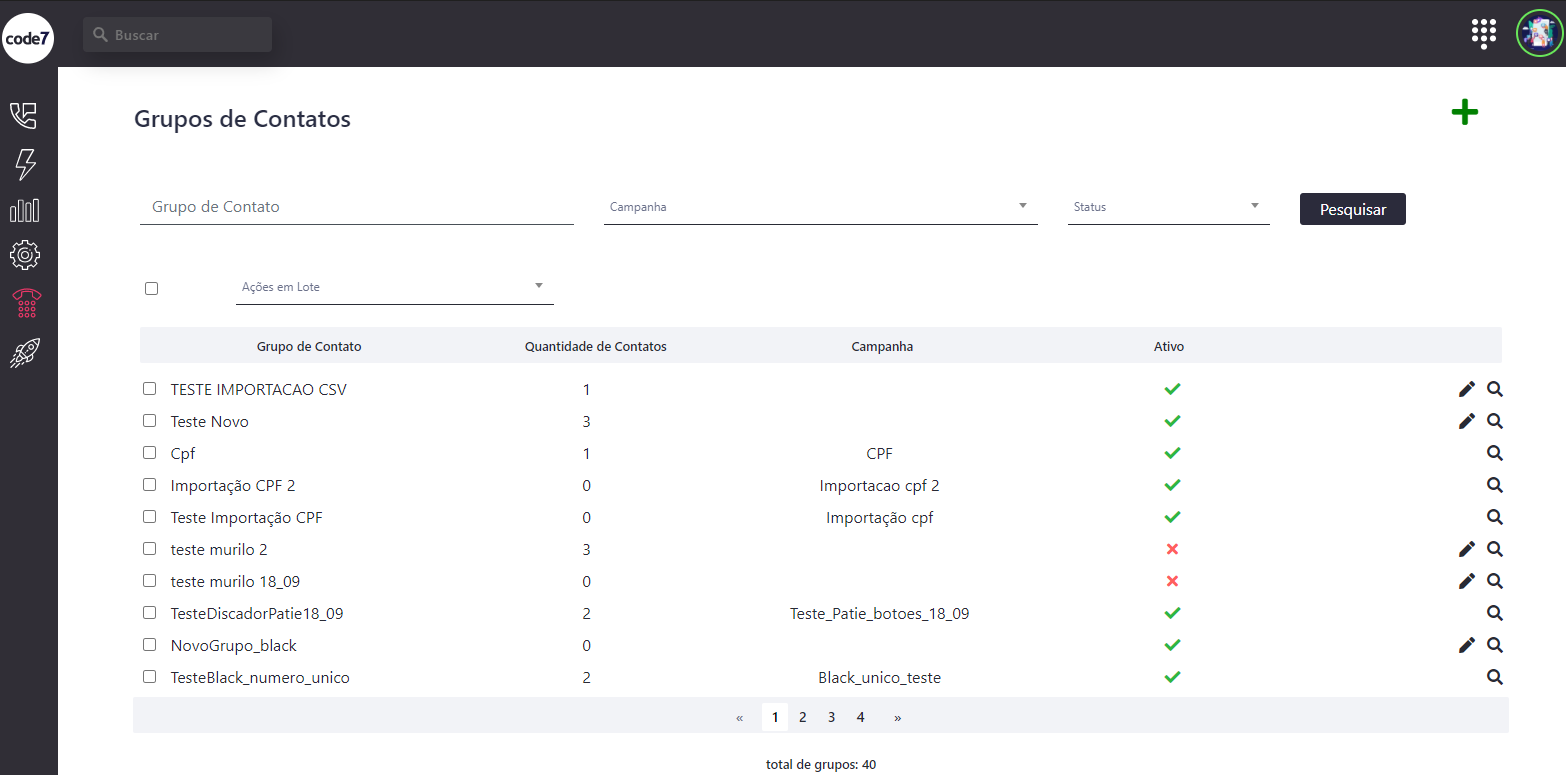 code7
Buscar
Grupos de Contatos
Grupo de Contato Campanha Status Pesquisar
Ações em Lote
Grupo de Contato Quantidade de Contatos Campanha Ativo
TESTE IMPORTACAO CSV 1
Teste Novo 3
Cpf 1 CPF
Importação CPF 2 0 Importacao cpf 2
Teste Importação CPF 0 Importação cpf
teste murilo 2 3
teste murilo 18_09 0
TesteDiscadorPatie18_09 2 Teste_Patie_botoes_18_09
NovoGrupo_black 0
TesteBlack_numero_unico 2 Black_unico_teste
« 1 2 3 4 »
total de grupos: 40